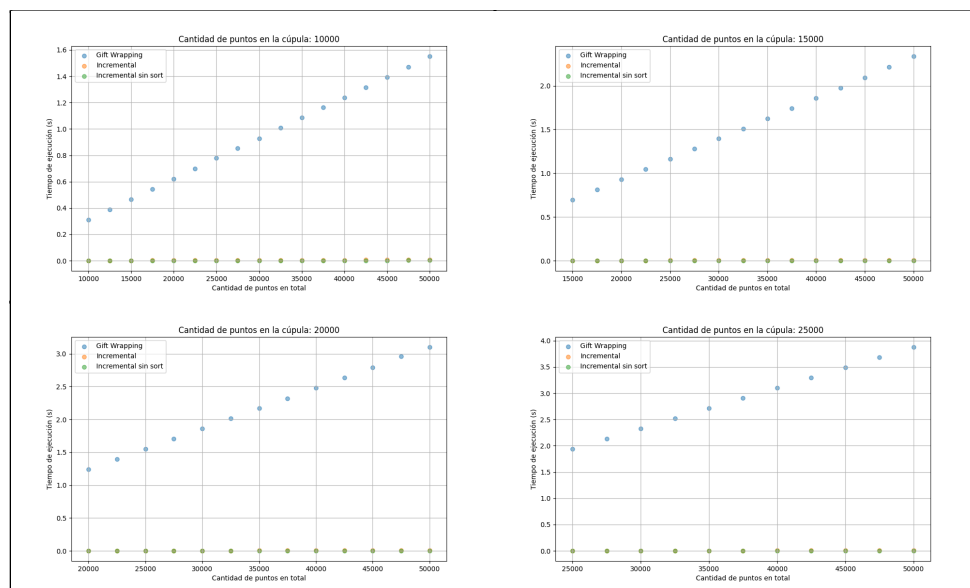 Cantidad de puntos en la cúpula: 10000
Gift Wrapping
Incremental
Incremental sin sort
Tiempo de ejecución (s)
1.6
1.4
1.2
1.0
0.8
0.6
0.4
0.2
0.0
10000 15000 20000 25000 30000 35000 40000 45000 50000
Cantidad de puntos en total
Cantidad de puntos en la cúpula: 15000
Gift Wrapping
Incremental
Incremental sin sort
Tiempo de ejecución (s)
2.0
1.5
1.0
0.5
0.0
15000 20000 25000 30000 35000 40000 45000 50000
Cantidad de puntos en total
Cantidad de puntos en la cúpula: 20000
Gift Wrapping
Incremental
Incremental sin sort
Tiempo de ejecución (s)
3.0
2.5
2.0
1.5
1.0
0.5
0.0
20000 25000 30000 35000 40000 45000 50000
Cantidad de puntos en total
Cantidad de puntos en la cúpula: 25000
Gift Wrapping
Incremental
Incremental sin sort
Tiempo de ejecución (s)
4.0
3.5
3.0
2.5
2.0
1.5
1.0
0.5
0.0
25000 30000 35000 40000 45000 50000
Cantidad de puntos en total